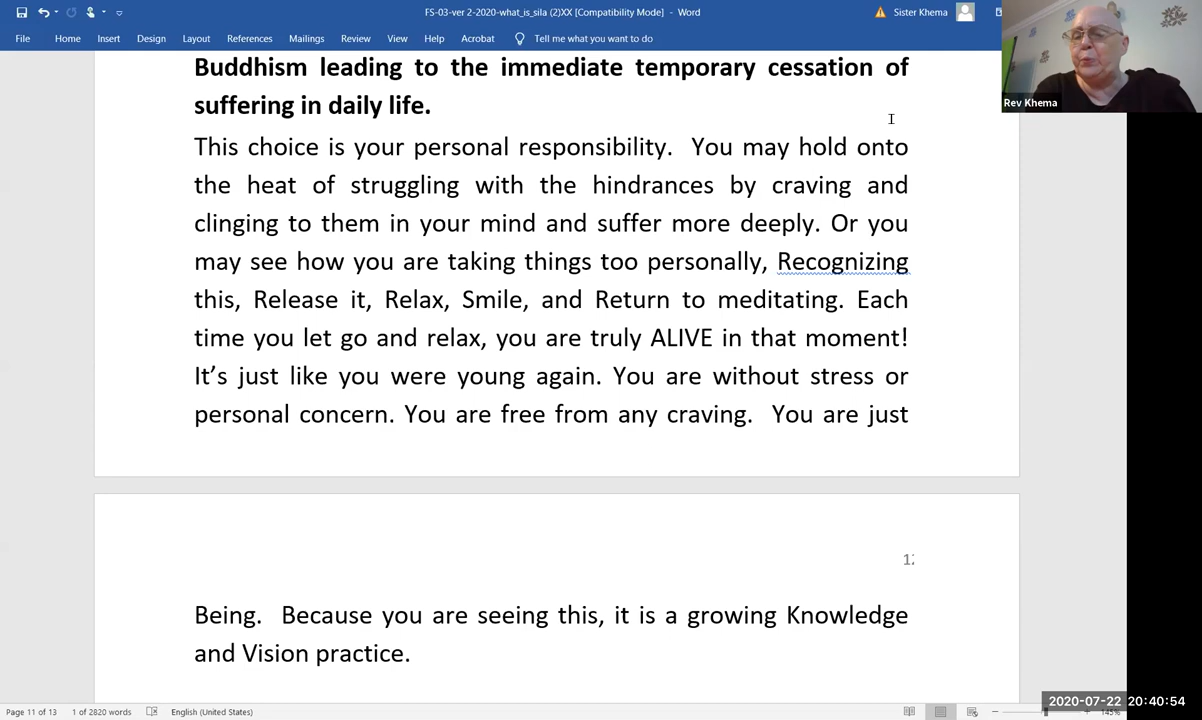 FS-03-ver 2-2020-what_is_sila (2)XX [Compatibility Mode] - Word
Sister Khema
File Home Insert Design Layout References Mailings Review View Help Acrobat Tell me what you want to do
Rev Khema
Buddhism leading to the immediate temporary cessation of
suffering in daily life.
This choice is your personal responsibility. You may hold onto
the heat of struggling with the hindrances by craving and
clinging to them in your mind and suffer more deeply. Or you
may see how you are taking things too personally, Recognizing
this, Release it, Relax, Smile, and Return to meditating. Each
time you let go and relax, you are truly ALIVE in that moment!
It’s just like you were young again. You are without stress or
personal concern. You are free from any craving. You are just
12
Being. Because you are seeing this, it is a growing Knowledge
and Vision practice.
2020-07-22 20:40:54
Page 11 of 13 1 of 2820 words English (United States) 145%